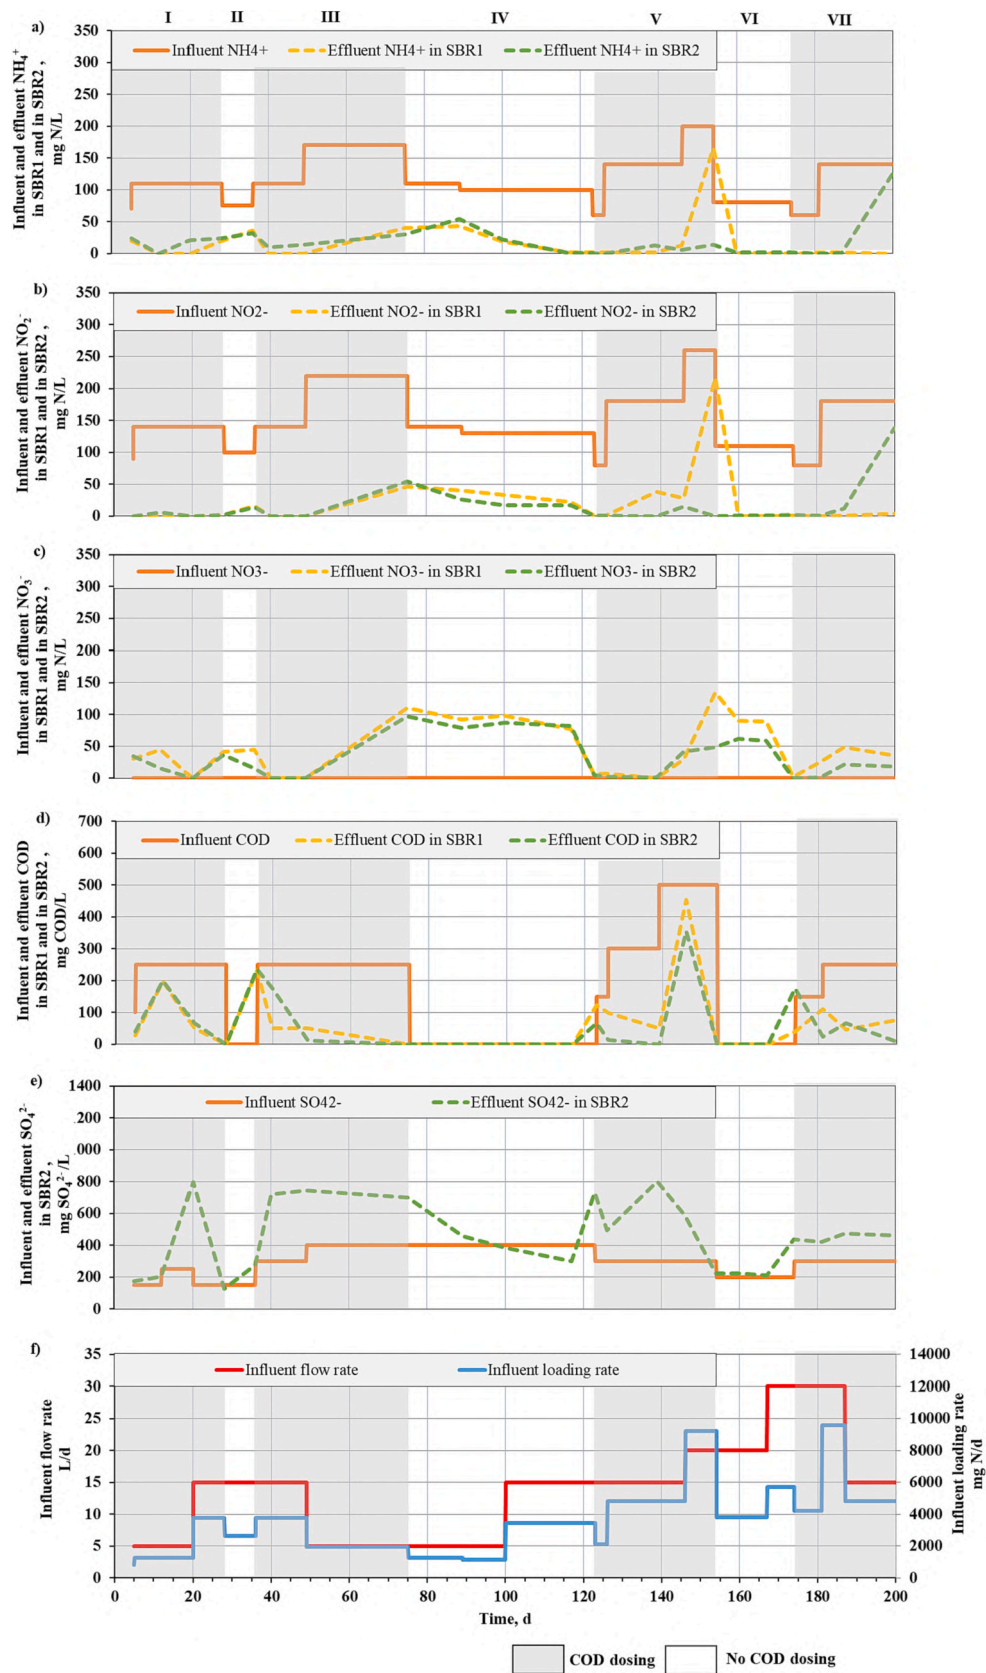 I II III IV V VI VII
a)
Influent and effluent NH4+
in SBR1 and in SBR2 ,
mg N/L
350
300
250
200
150
100
50
0
Influent NH4+ Effluent NH4+ in SBR1 Effluent NH4+ in SBR2
b)
Influent and effluent NO2-
in SBR1 and in SBR2 ,
mg N/L
350
300
250
200
150
100
50
0
Influent NO2- Effluent NO2- in SBR1 Effluent NO2- in SBR2
c)
Influent and effluent NO3-
in SBR1 and in SBR2 ,
mg N/L
350
300
250
200
150
100
50
0
Influent NO3- Effluent NO3- in SBR1 Effluent NO3- in SBR2
d)
Influent and effluent COD
in SBR1 and in SBR2 ,
mg COD/L
700
600
500
400
300
200
100
0
Influent COD Effluent COD in SBR1 Effluent COD in SBR2
e)
Influent and effluent SO4 2-
in SBR2 ,
mg SO4 2-/L
1400
1200
1000
800
600
400
200
0
Influent SO42- Effluent SO42- in SBR2
f)
Influent flow rate
L/d
35
30
25
20
15
10
5
0
Influent flow rate Influent loading rate
14000
12000
10000
8000
6000
4000
2000
0
Influent loading rate
mg N/d
0 20 40 60 80 100 120 140 160 180 200
Time, d
COD dosing No COD dosing